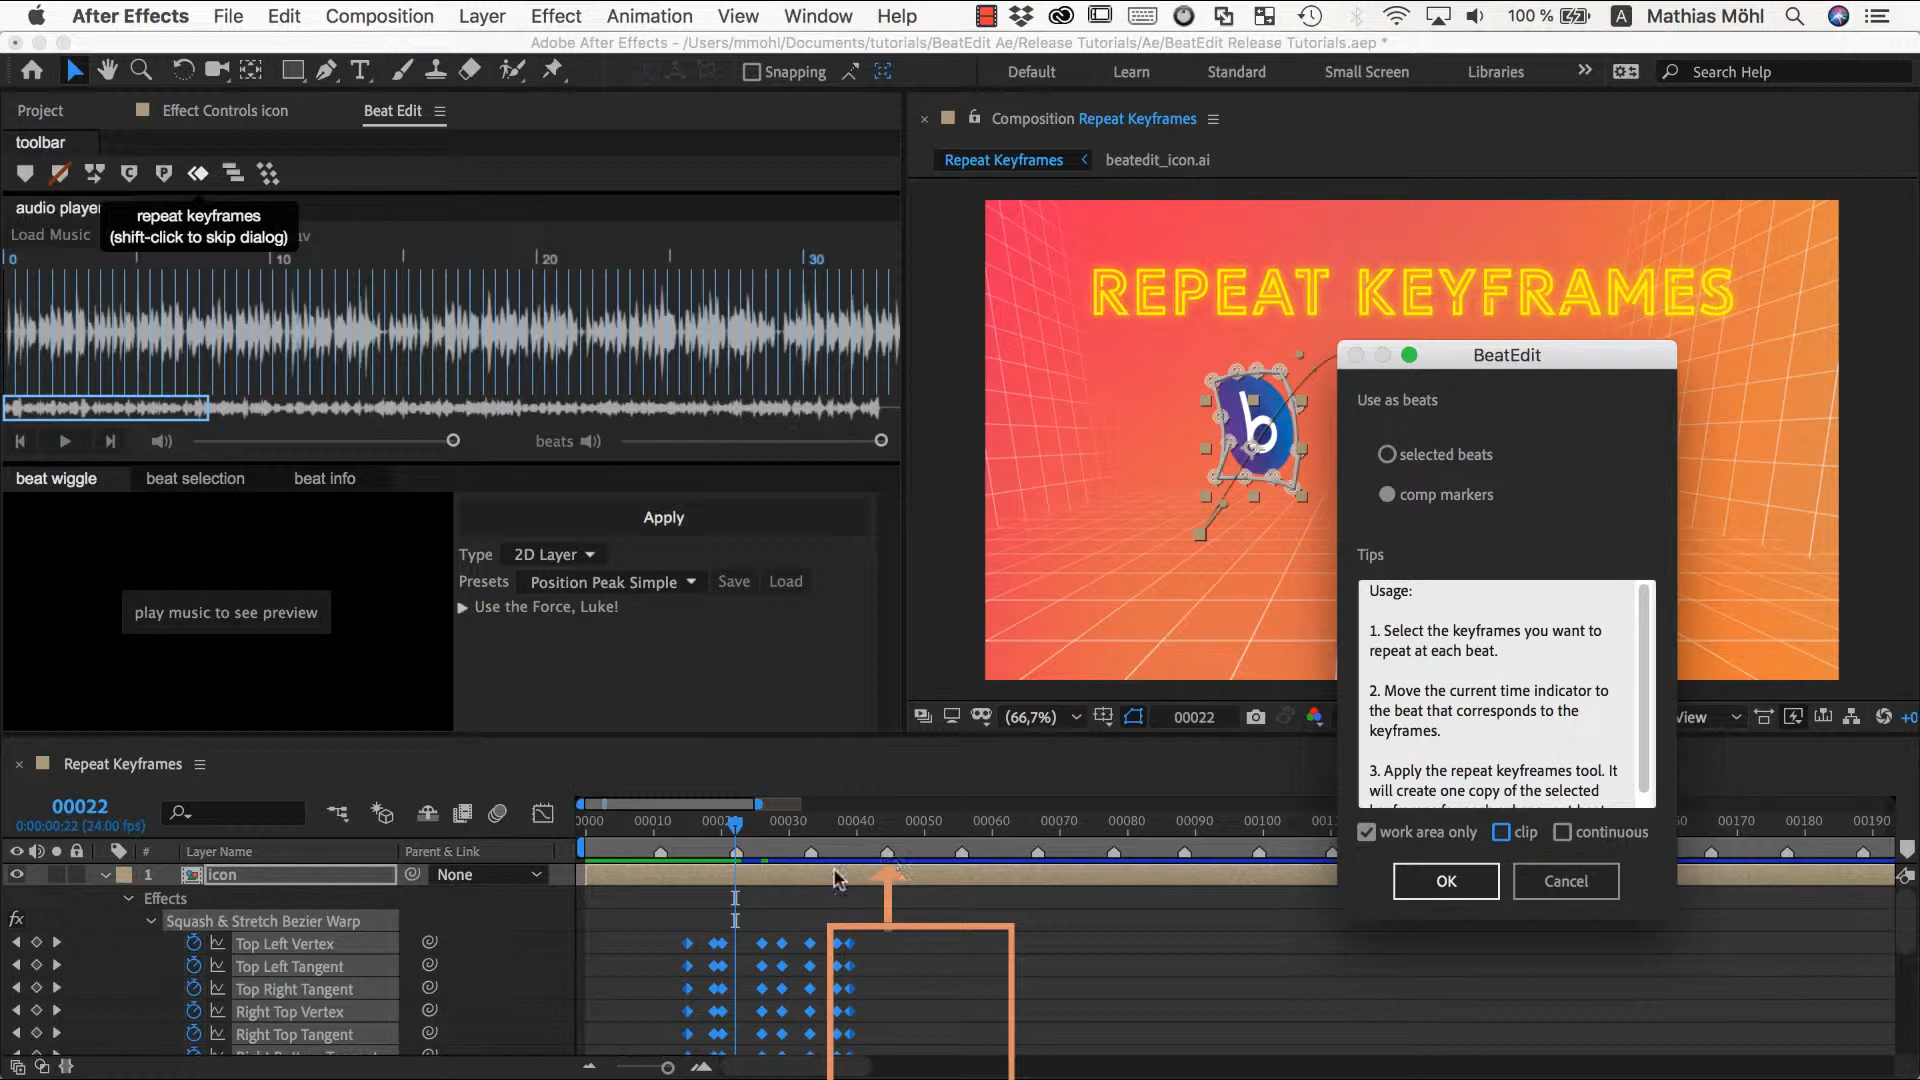 After Effects File Edit Composition Layer Effect Animation View Window Help 100 % A Mathias Möhl
Adobe After Effects - /Users/mmohl/Documents/tutorials/BeatEdit Ae/Release Tutorials/Ae/BeatEdit Release Tutorials.aep *
Snapping Default Learn Standard Small Screen Libraries Search Help
Project Effect Controls icon Beat Edit
Composition Repeat Keyframes
toolbar
Repeat Keyframes beatedit_icon.ai
C P
audio player
repeat keyframes
(shift-click to skip dialog)
Load Music
0 10 20 30
REPEAT KEYFRAMES
b
beats
beat wiggle beat selection beat info
play music to see preview
Apply
Type 2D Layer
Presets Position Peak Simple Save Load
Use the Force, Luke!
BeatEdit
Use as beats
selected beats
comp markers
Tips
Usage:
1. Select the keyframes you want to
repeat at each beat.
2. Move the current time indicator to
the beat that corresponds to the
keyframes.
3. Apply the repeat keyfreames tool. It
will create one copy of the selected
work area only clip continuous
OK Cancel
(66,7%) 00022 View +0
Repeat Keyframes
00022
0:00:00:22 (24.00 fps)
0000 00010 00030 00040 00050 00060 00070 00080 00090 00100 00170 00180 00190
# Layer Name Parent & Link
1 icon None
Effects
fx Squash & Stretch Bezier Warp
Top Left Vertex
Top Left Tangent
Top Right Tangent
Right Top Vertex
Right Top Tangent